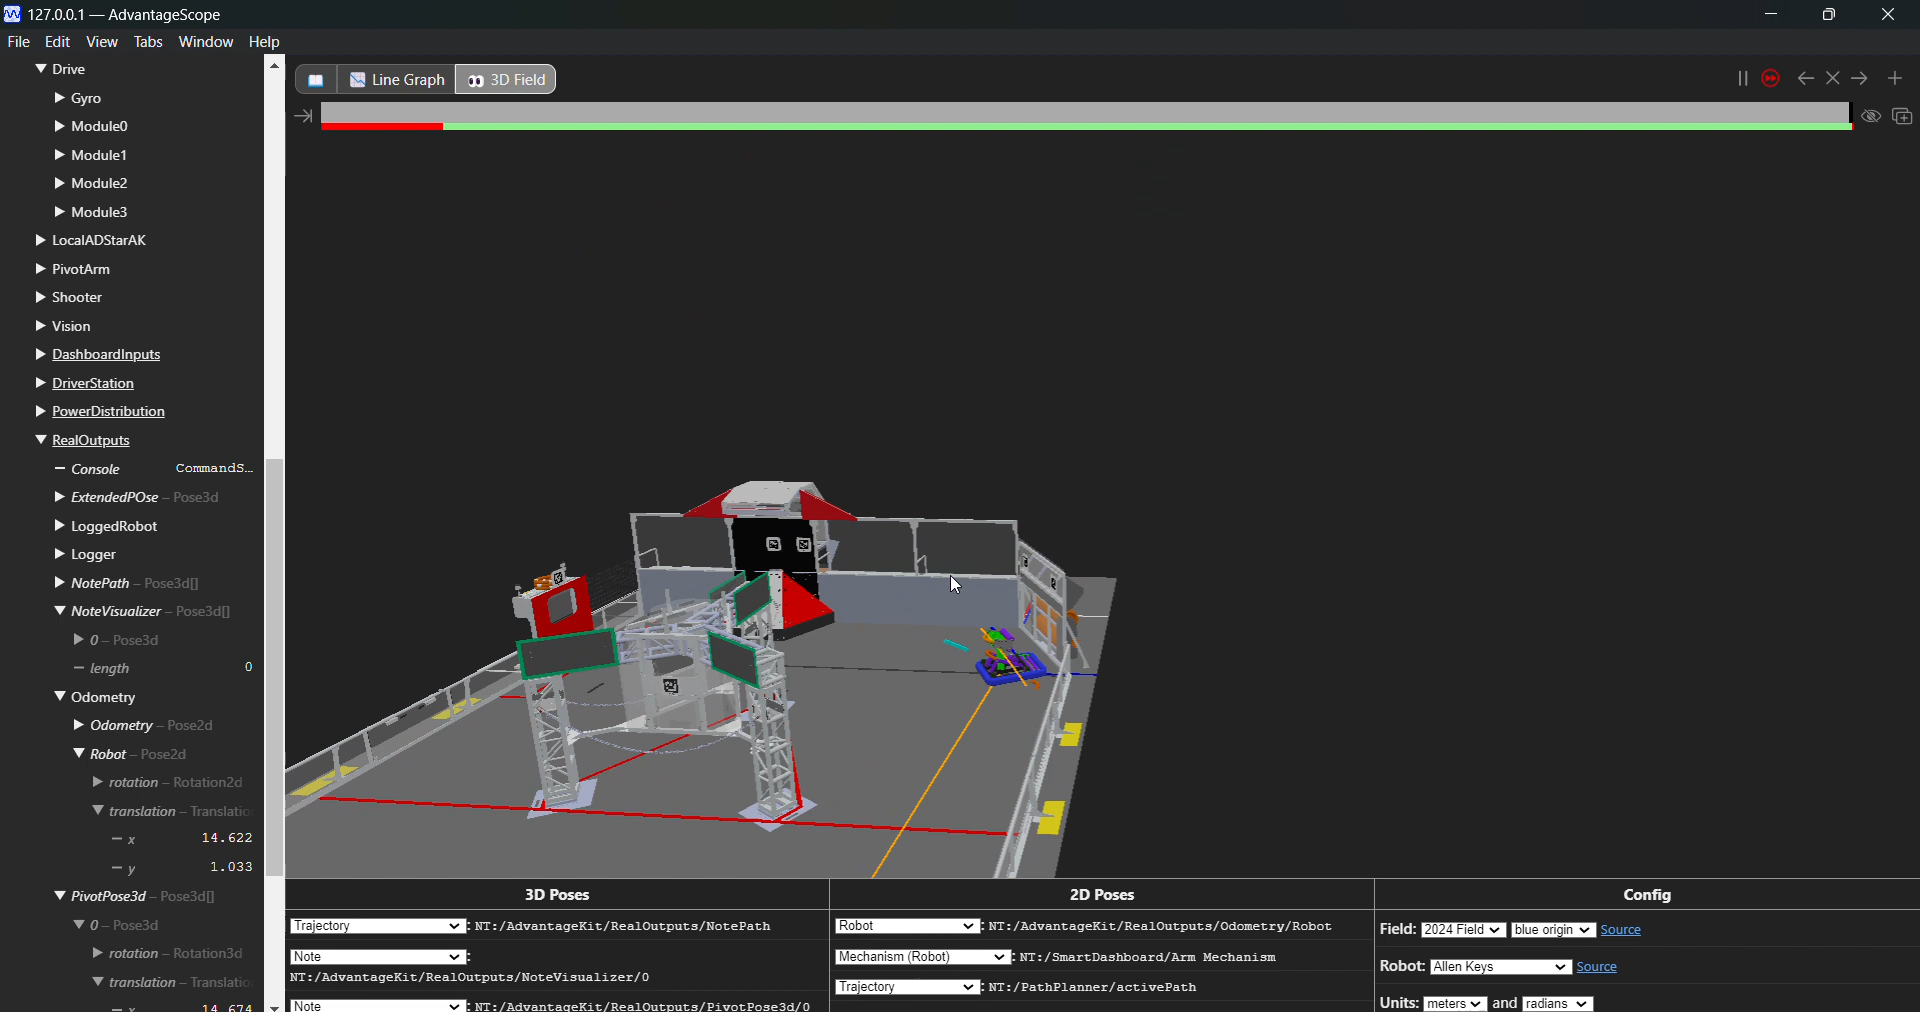 127.0.0.1 — AdvantageScope
File Edit View Tabs Window Help
Drive
Gyro
Module0
Module1
Module2
Module3
LocalADStarAK
PivotArm
Shooter
Vision
DashboardInputs
DriverStation
PowerDistribution
RealOutputs
Console CommandS…
ExtendedPOse – Pose3d
LoggedRobot
Logger
NotePath – Pose3d[]
NoteVisualizer – Pose3d[]
0 – Pose3d
length 0
Odometry
Odometry – Pose2d
Robot – Pose2d
rotation – Rotation2d
translation – Translatio
x 14.622
y 1.033
PivotPose3d – Pose3d[]
0 – Pose3d
rotation – Rotation3d
translation – Translatio
x 14.674
Line Graph
3D Field
3D Poses
Trajectory : NT:/AdvantageKit/RealOutputs/NotePath
Note :
NT:/AdvantageKit/RealOutputs/NoteVisualizer/0
Note : NT:/AdvantageKit/RealOutputs/PivotPose3d/0
2D Poses
Robot : NT:/AdvantageKit/RealOutputs/Odometry/Robot
Mechanism (Robot) : NT:/SmartDashboard/Arm Mechanism
Trajectory : NT:/PathPlanner/activePath
Config
Field: 2024 Field blue origin Source
Robot: Allen Keys Source
Units: meters and radians